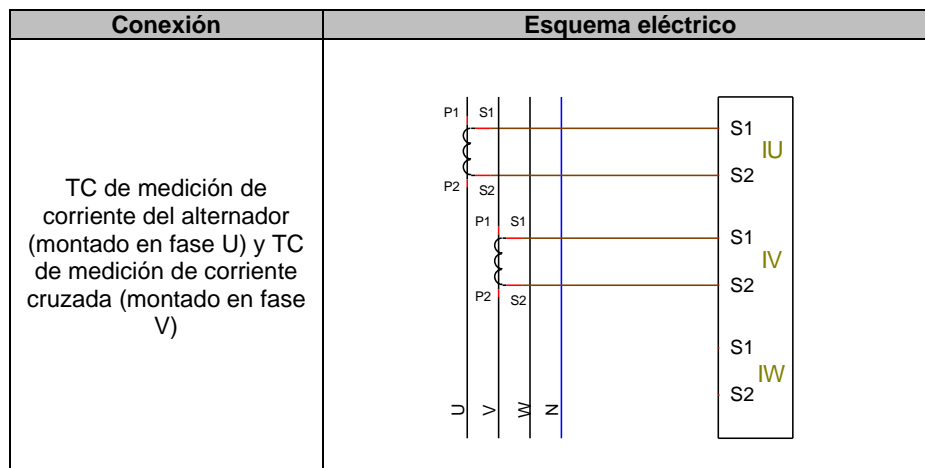 Conexión
Esquema eléctrico
TC de medición de
corriente del alternador
(montado en fase U) y TC
de medición de corriente
cruzada (montado en fase
V)
P1 S1
S1
IU
S2
P2 S2
P1 S1
S1
IV
S2
P2 S2
S1
IW
S2
U V W N